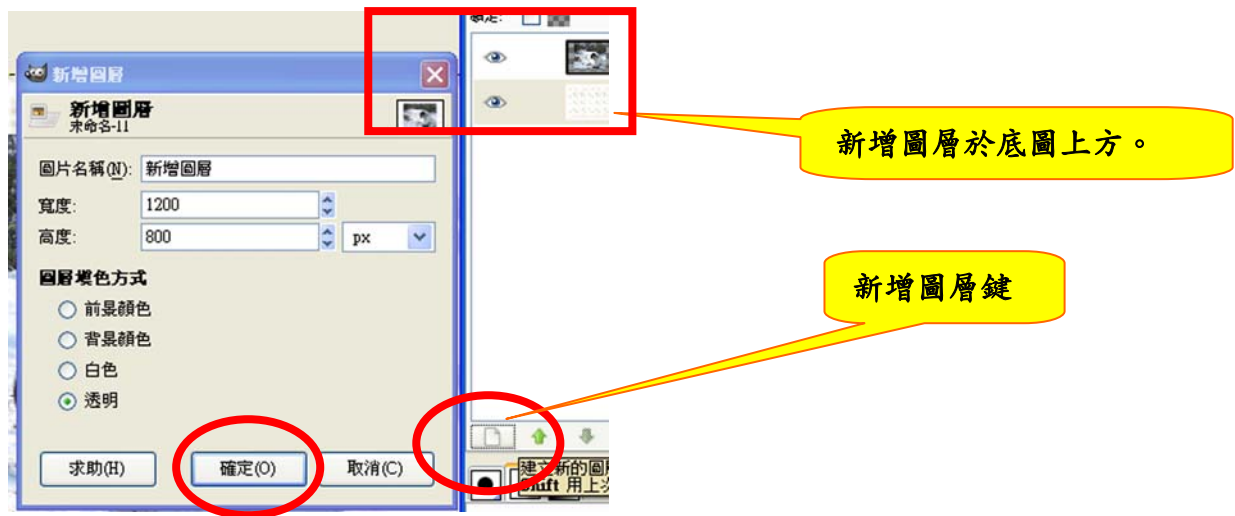 鎖定:
新增圖層
新增圖層
未命名-11
圖片名稱(N): 新增圖層
寬度: 1200
高度: 800 px
圖層填色方式
前景顏色
背景顏色
白色
透明
求助(H) 確定(O) 取消(C)
建立新的圖
Shift 用上次
新增圖層於底圖上方。
新增圖層鍵